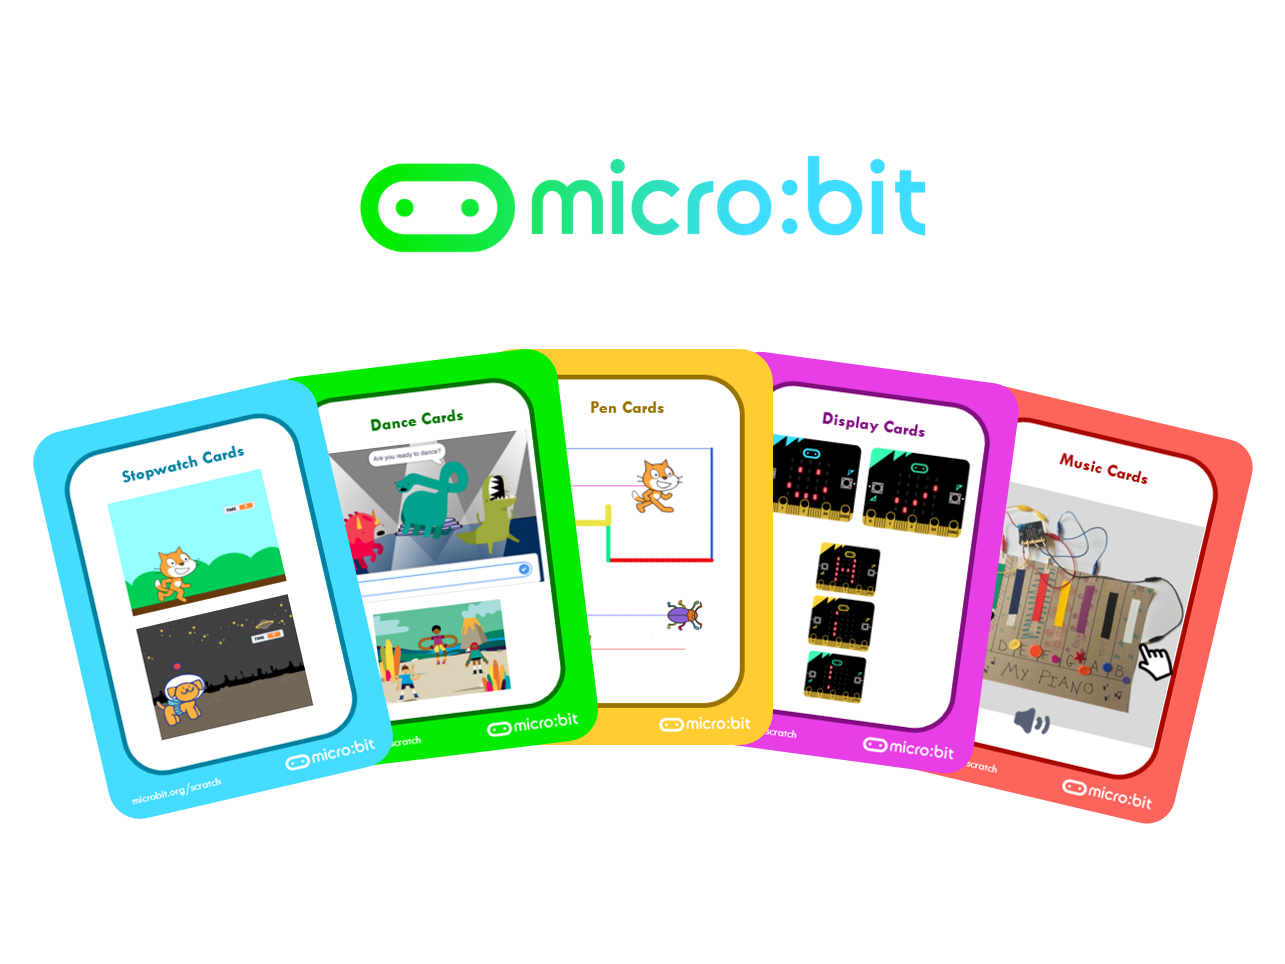 micro:bit
Stopwatch Cards
TIME
TIME
microbit.org/scratch
micro:bit
Dance Cards
Are you ready to dance?
scratch
micro:bit
Pen Cards
micro:bit
Display Cards
scratch
micro:bit
Music Cards
D E F G A B
MY PIANO
scratch
micro:bit